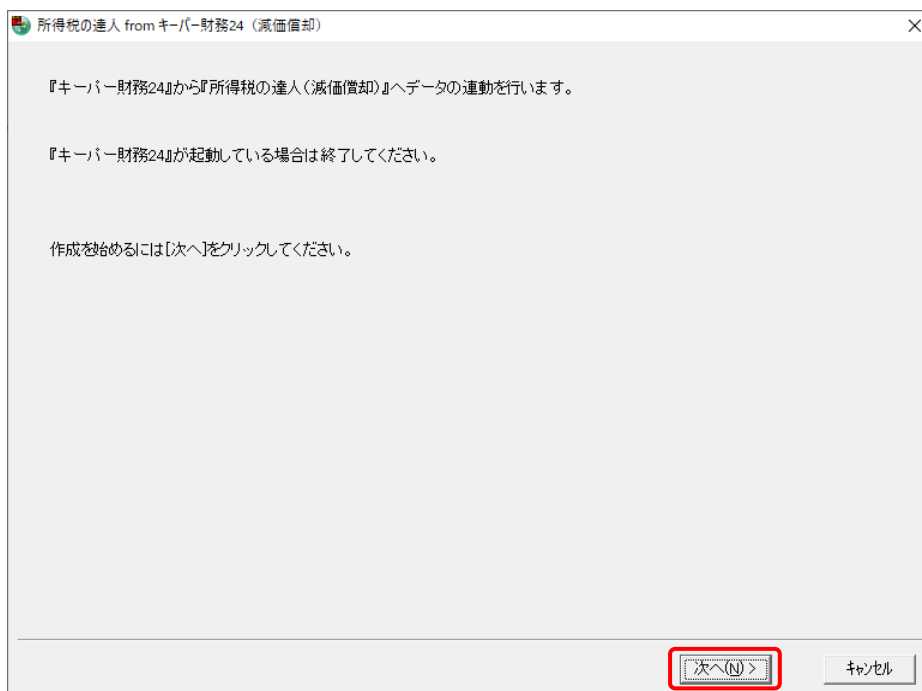 所得税の達人 from キーパー財務24（減価償却）
『キーパー財務24』から『所得税の達人（減価償却）』へデータの連動を行います。
『キーパー財務24』が起動している場合は終了してください。
作成を始めるには[次へ]をクリックしてください。
次へ(N) >
キャンセル